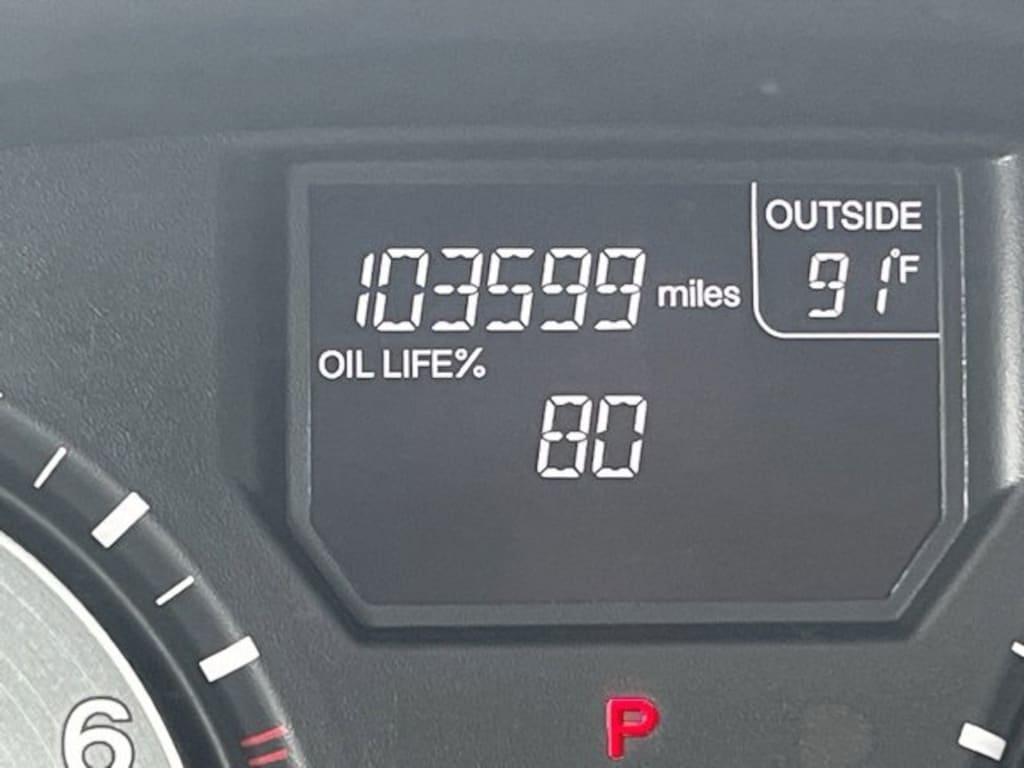 OUTSIDE
91°F
103599 miles
OIL LIFE%
80
6
P